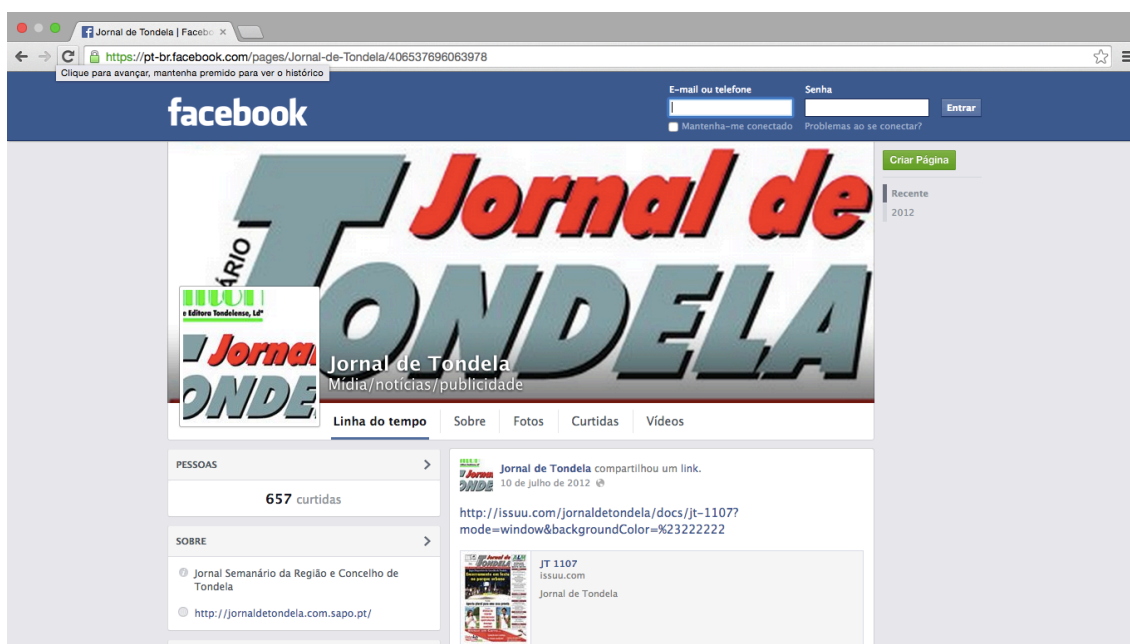 Jornal de Tondela | Facebo
https://pt-br.facebook.com/pages/Jornal-de-Tondela/406537696063978
Clique para avançar, mantenha premido para ver o histórico
facebook
E-mail ou telefone
Senha
Entrar
Mantenha-me conectado
Problemas ao se conectar?
Criar Página
Recente
2012
Jornal de
TONDELA
ÁRIO
e Editora Tondelense, Ldª
Jornal
ONDE
Jornal de Tondela
Mídia/notícias/publicidade
Linha do tempo
Sobre
Fotos
Curtidas
Vídeos
PESSOAS
657 curtidas
SOBRE
Jornal Semanário da Região e Concelho de
Tondela
http://jornaldetondela.com.sapo.pt/
Jornal de Tondela compartilhou um link.
10 de julho de 2012
http://issuu.com/jornaldetondela/docs/jt-1107?
mode=window&backgroundColor=%23222222
JT 1107
issuu.com
Jornal de Tondela